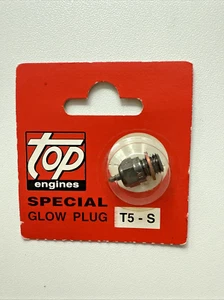 top
engines
SPECIAL
GLOW PLUG T5 - S